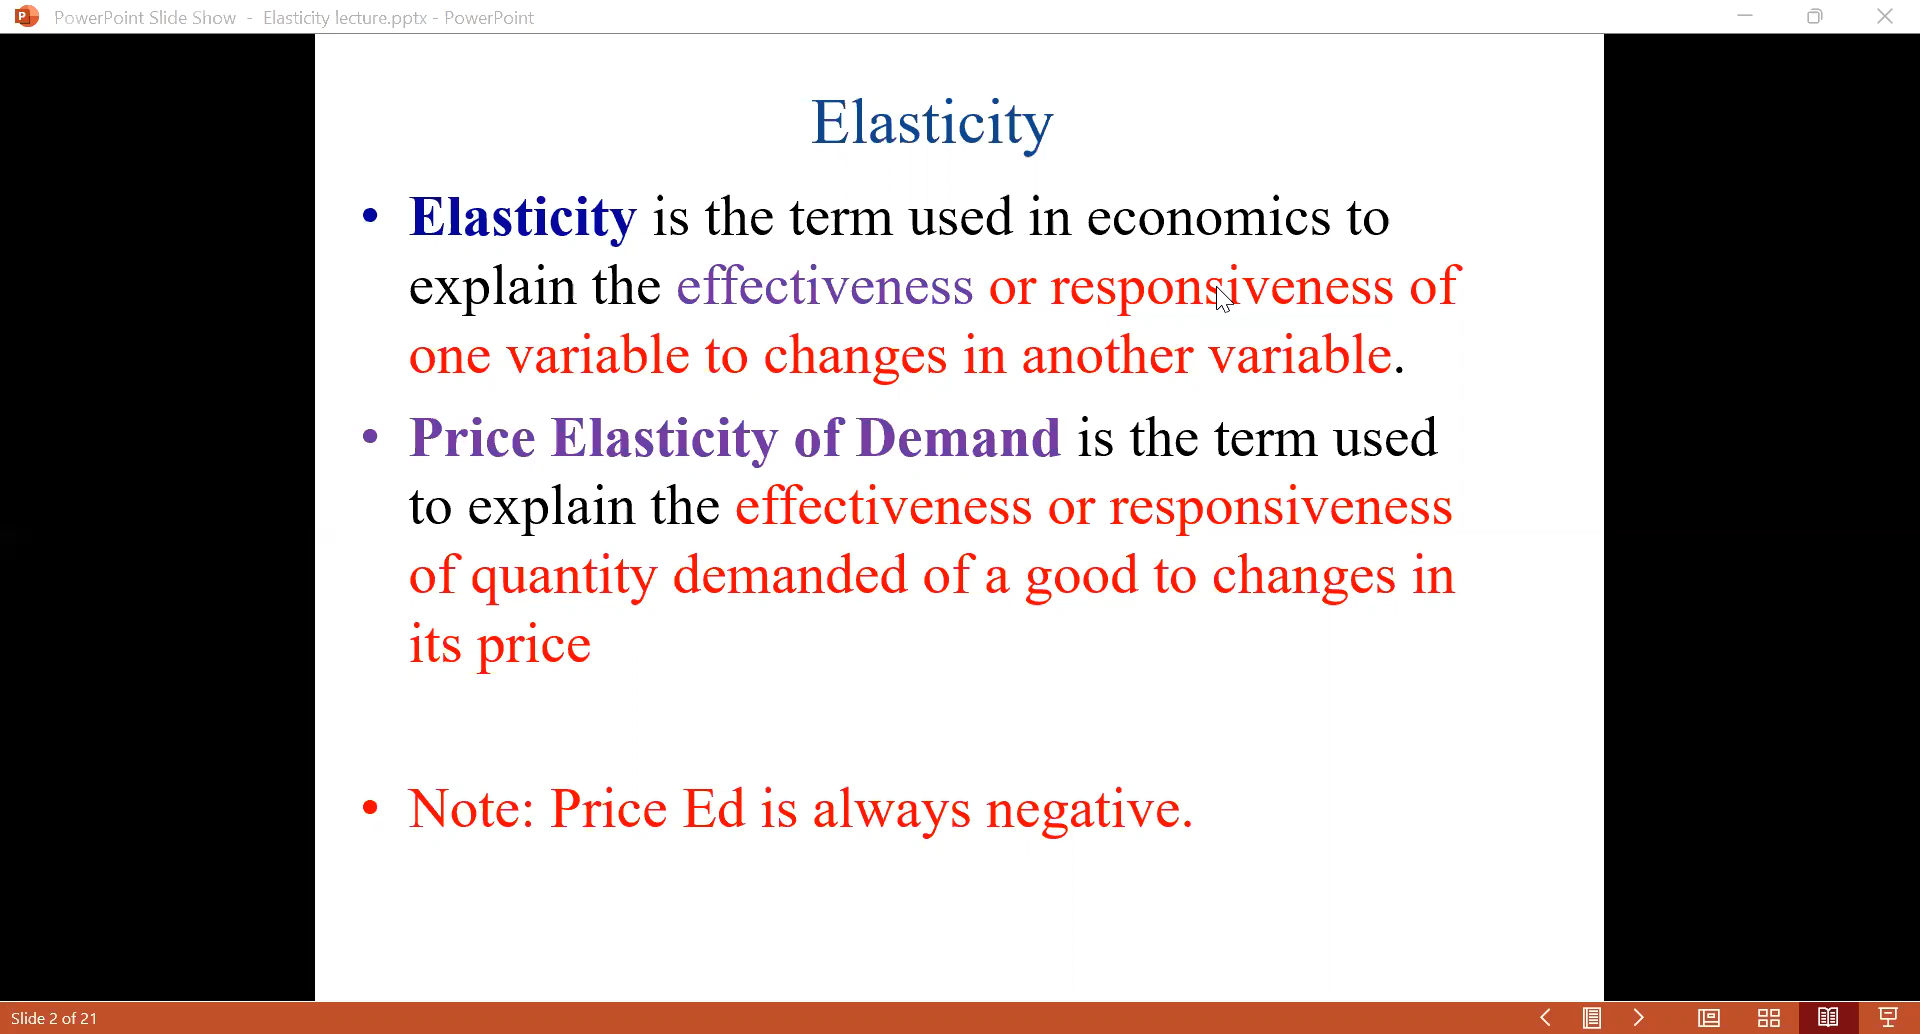 PowerPoint Slide Show - Elasticity lecture.pptx - PowerPoint
Elasticity
• Elasticity is the term used in economics to
explain the effectiveness or responsiveness of
one variable to changes in another variable.
• Price Elasticity of Demand is the term used
to explain the effectiveness or responsiveness
of quantity demanded of a good to changes in
its price
• Note: Price Ed is always negative.
Slide 2 of 21